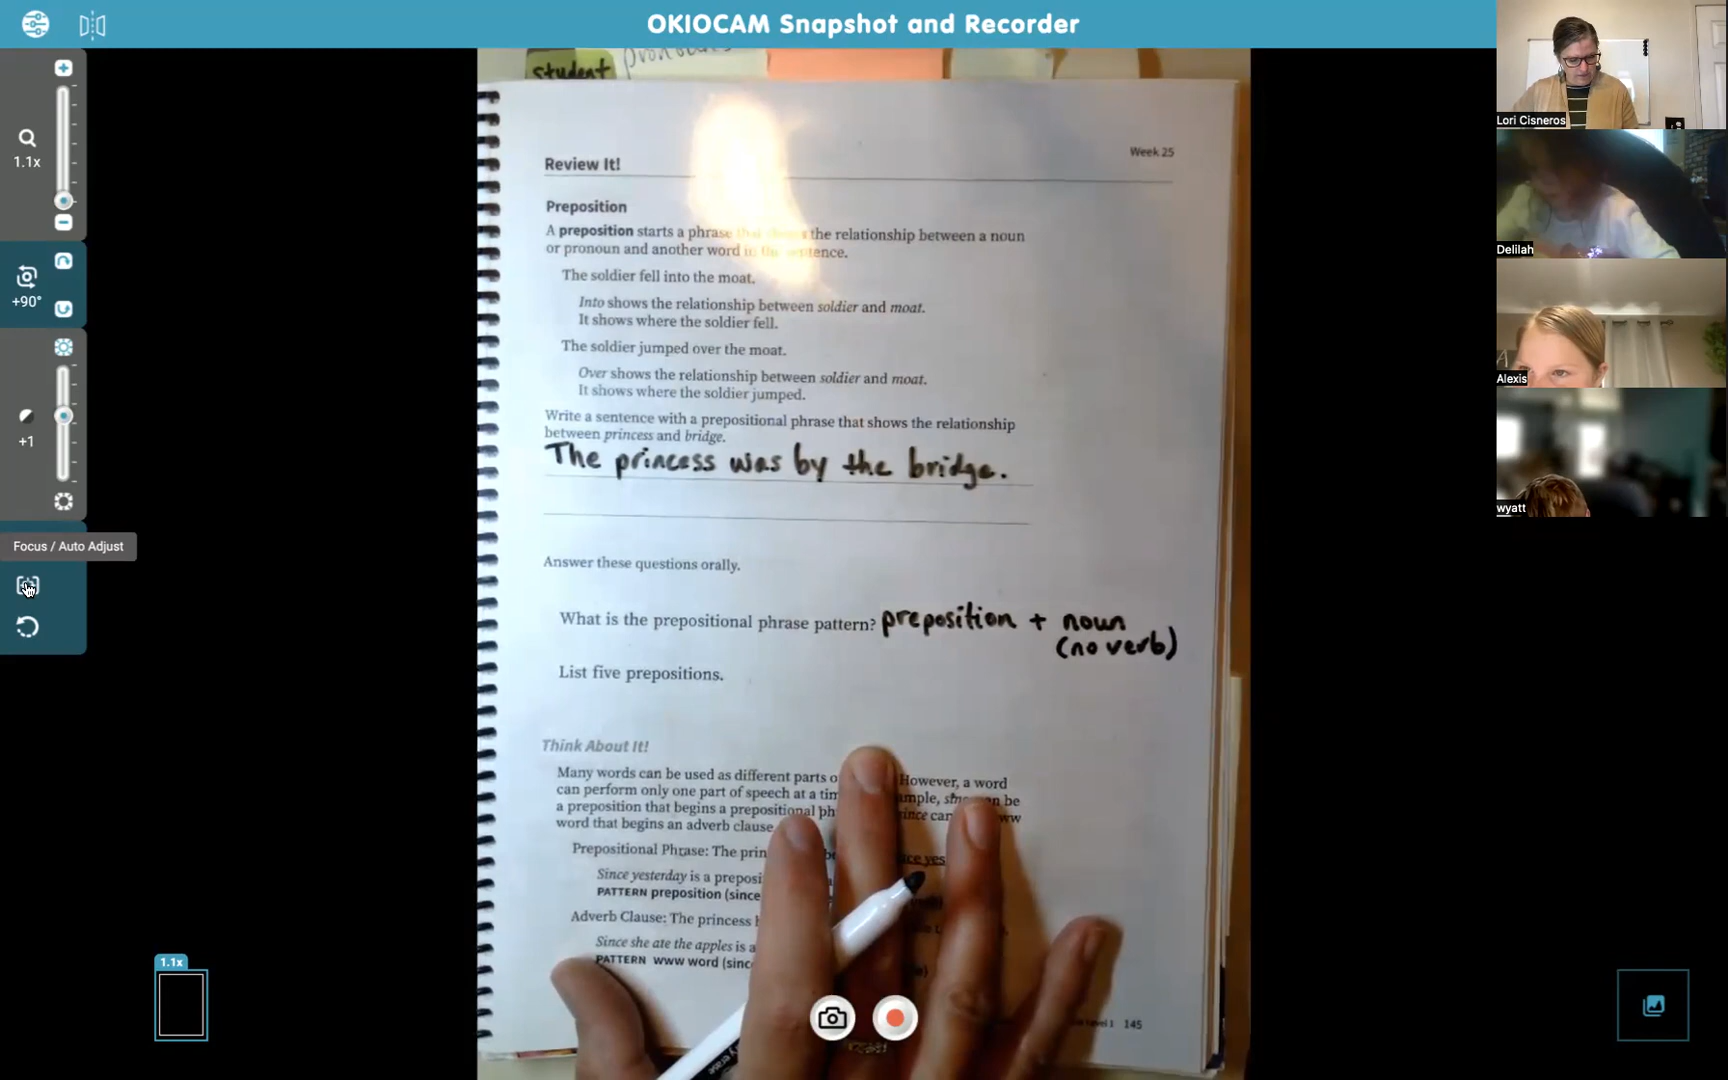 OKIOCAM Snapshot and Recorder
Lori Cisneros
Delilah
Alexis
wyatt
1.1x
+90°
+1
Focus / Auto Adjust
1.1x
student
pronouns
Week 25
Review It!
Preposition
A preposition starts a phrase that shows the relationship between a noun
or pronoun and another word in the sentence.
The soldier fell into the moat.
Into shows the relationship between soldier and moat.
It shows where the soldier fell.
The soldier jumped over the moat.
Over shows the relationship between soldier and moat.
It shows where the soldier jumped.
Write a sentence with a prepositional phrase that shows the relationship
between princess and bridge.
The princess was by the bridge.
Answer these questions orally.
What is the prepositional phrase pattern? preposition + noun
(no verb)
List five prepositions.
Think About It!
Many words can be used as different parts o However, a word
can perform only one part of speech at a tim ample, since can be
a preposition that begins a prepositional ph since can www
word that begins an adverb clause
Prepositional Phrase: The prin
Since yesterday is a preposi
PATTERN preposition (since
Adverb Clause: The princess h
Since she ate the apples is a
PATTERN www word (sinc
145